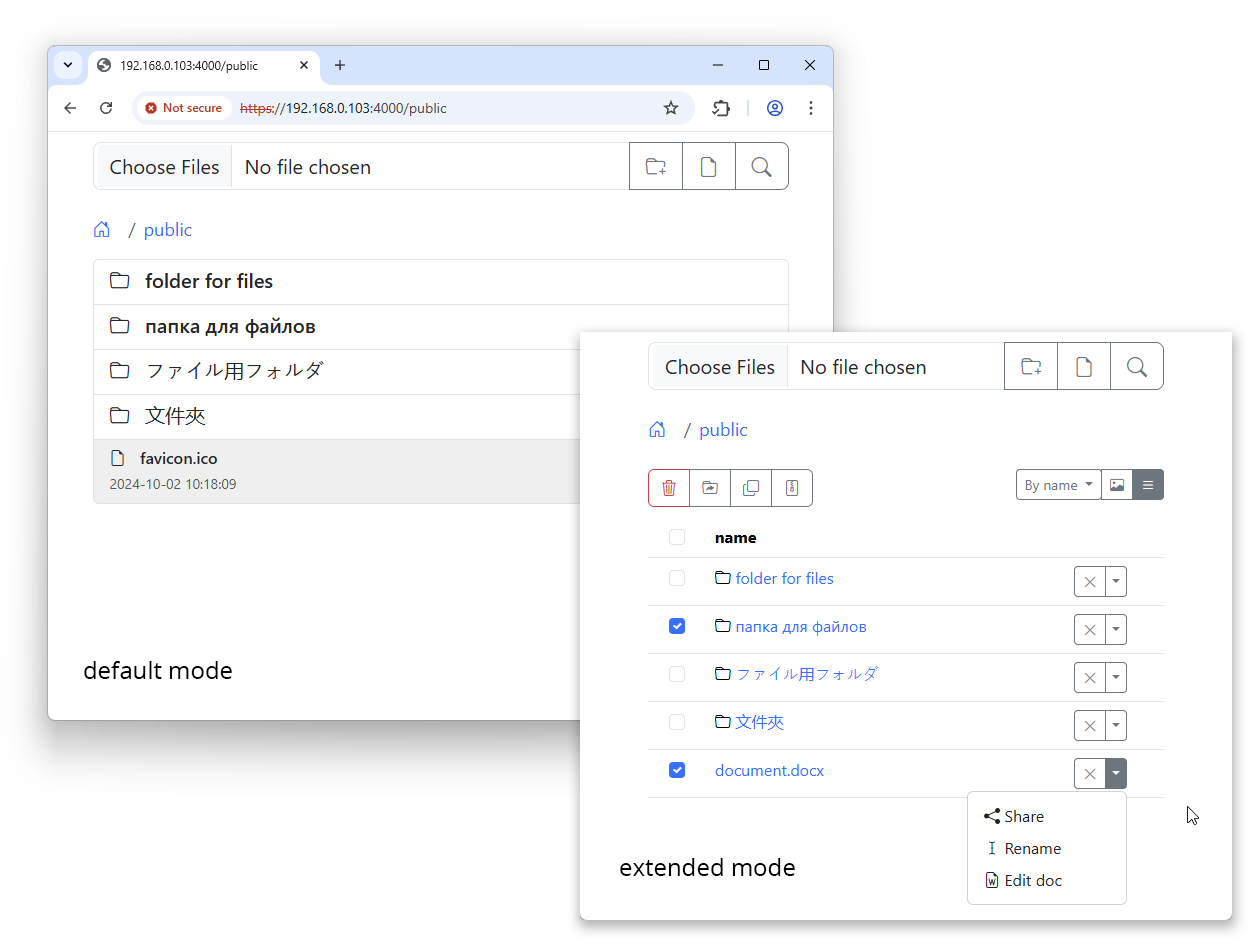 192.168.0.103:4000/public
Not secure https://192.168.0.103:4000/public
Choose Files No file chosen
/ public
folder for files
папка для файлов
ファイル用フォルダ
文件夾
favicon.ico
2024-10-02 10:18:09
default mode
Choose Files No file chosen
/ public
By name
name
folder for files
папка для файлов
ファイル用フォルダ
文件夾
document.docx
Share
Rename
Edit doc
extended mode